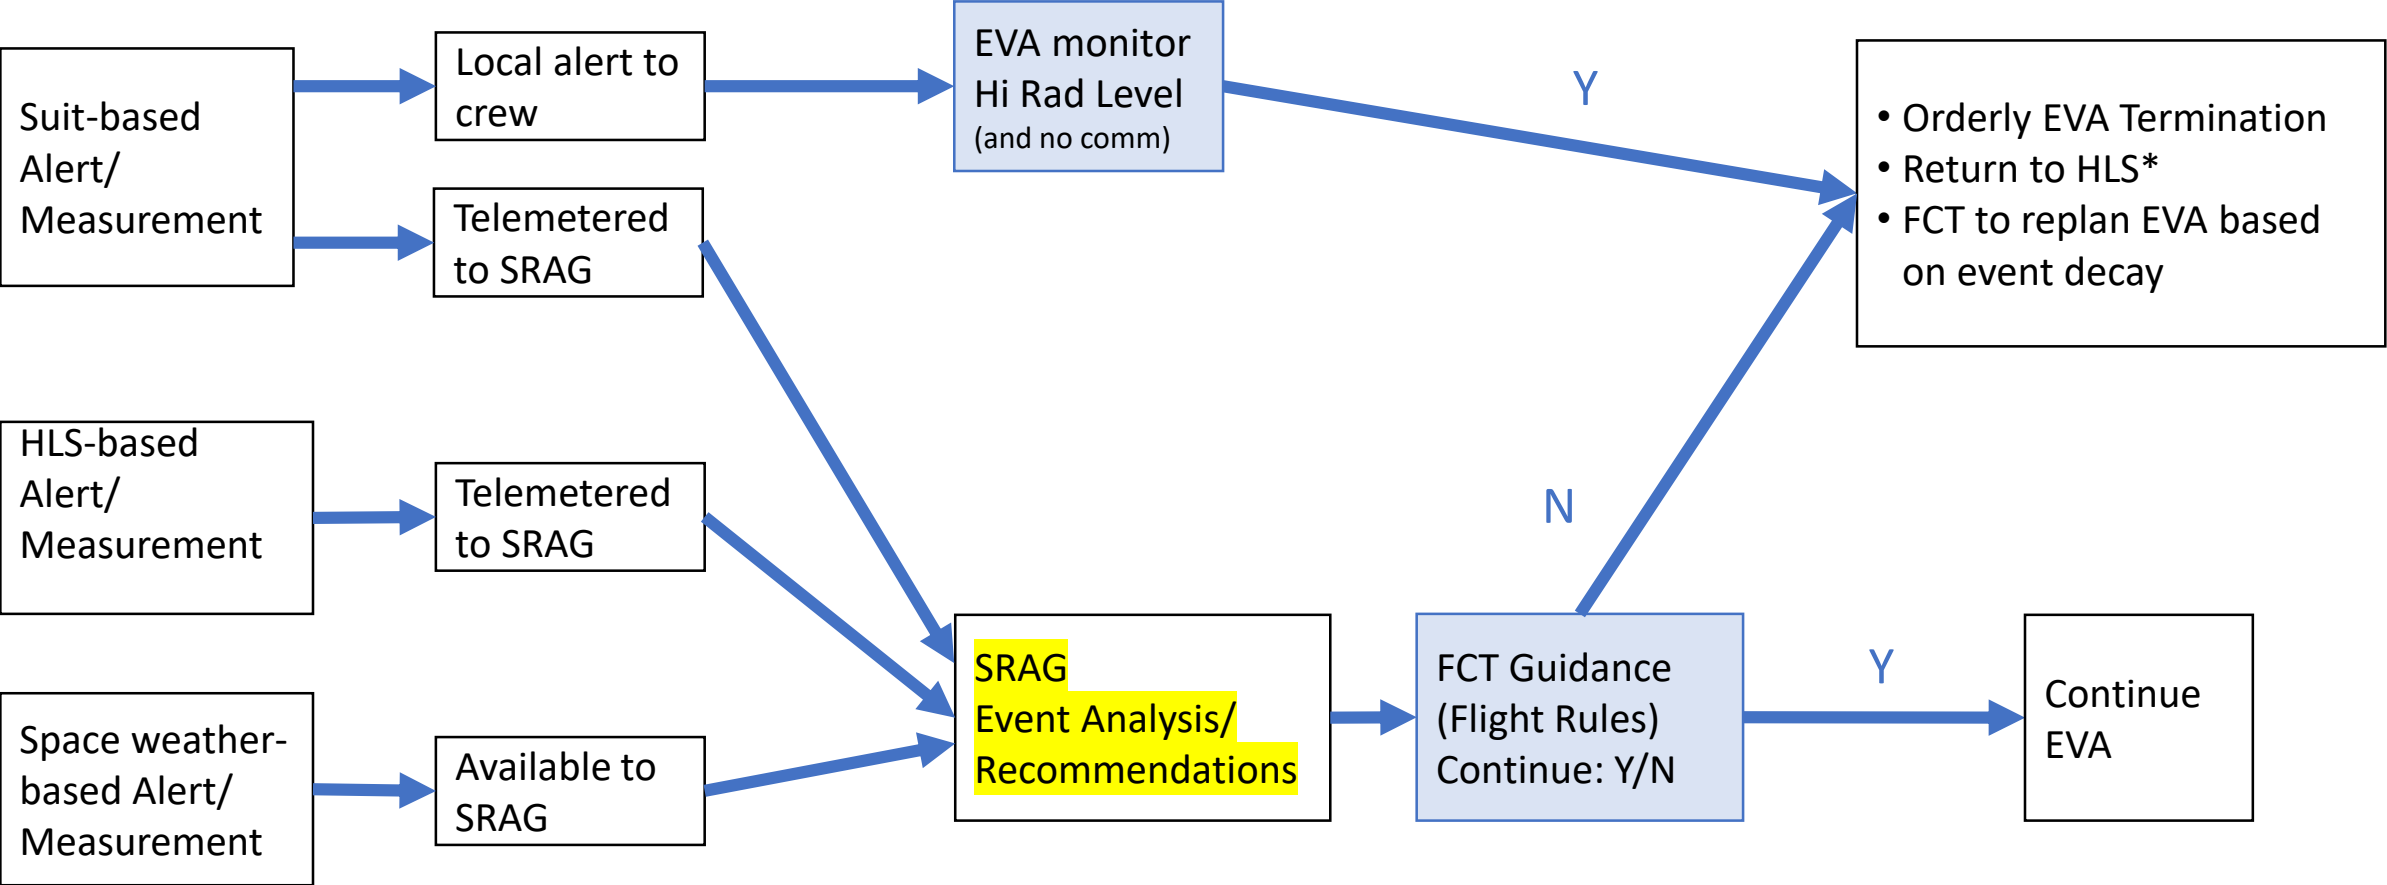 Suit-based
Alert/
Measurement
Local alert to
crew
Telemetered
to SRAG
EVA monitor
Hi Rad Level
(and no comm)
Y
• Orderly EVA Termination
• Return to HLS*
• FCT to replan EVA based
on event decay
HLS-based
Alert/
Measurement
Telemetered
to SRAG
N
Space weather-
based Alert/
Measurement
Available to
SRAG
SRAG
Event Analysis/
Recommendations
FCT Guidance
(Flight Rules)
Continue: Y/N
Y
Continue
EVA